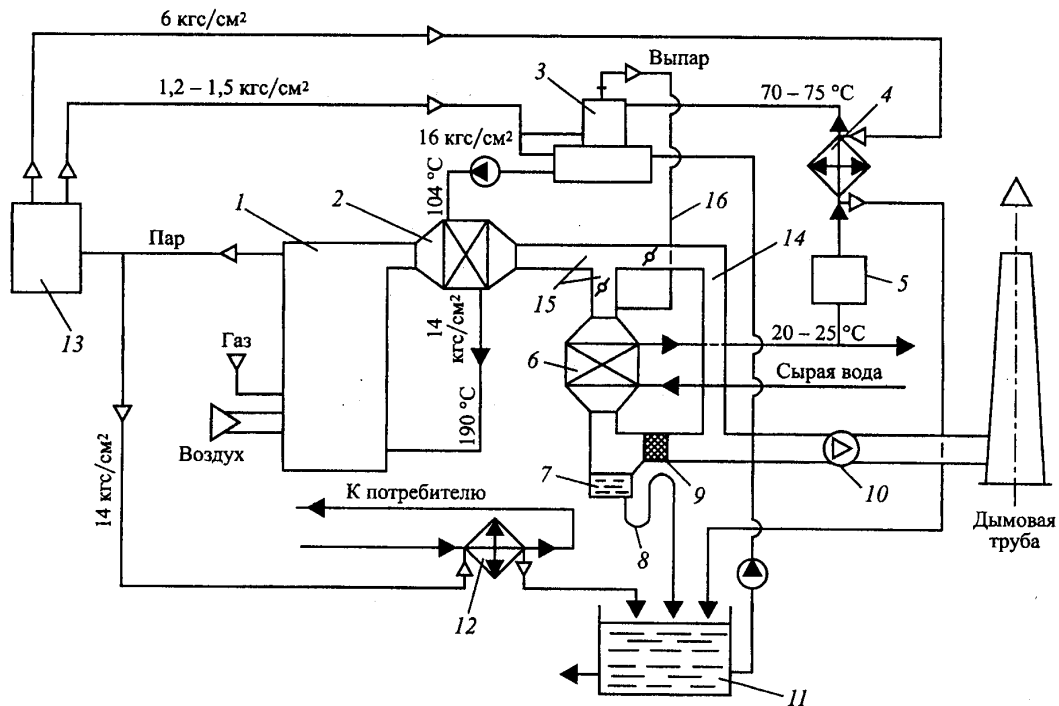 6 кгс/см²
Выпар
1,2 – 1,5 кгс/см²
3
70 – 75 °C
4
16 кгс/см²
104 °C
1
2
16
14
Пар
15
5
13
14 кгс/см²
Газ
6
20 – 25 °C
Сырая вода
190 °C
Воздух
14 кгс/см²
К потребителю
7
9
10
8
Дымовая
труба
12
11